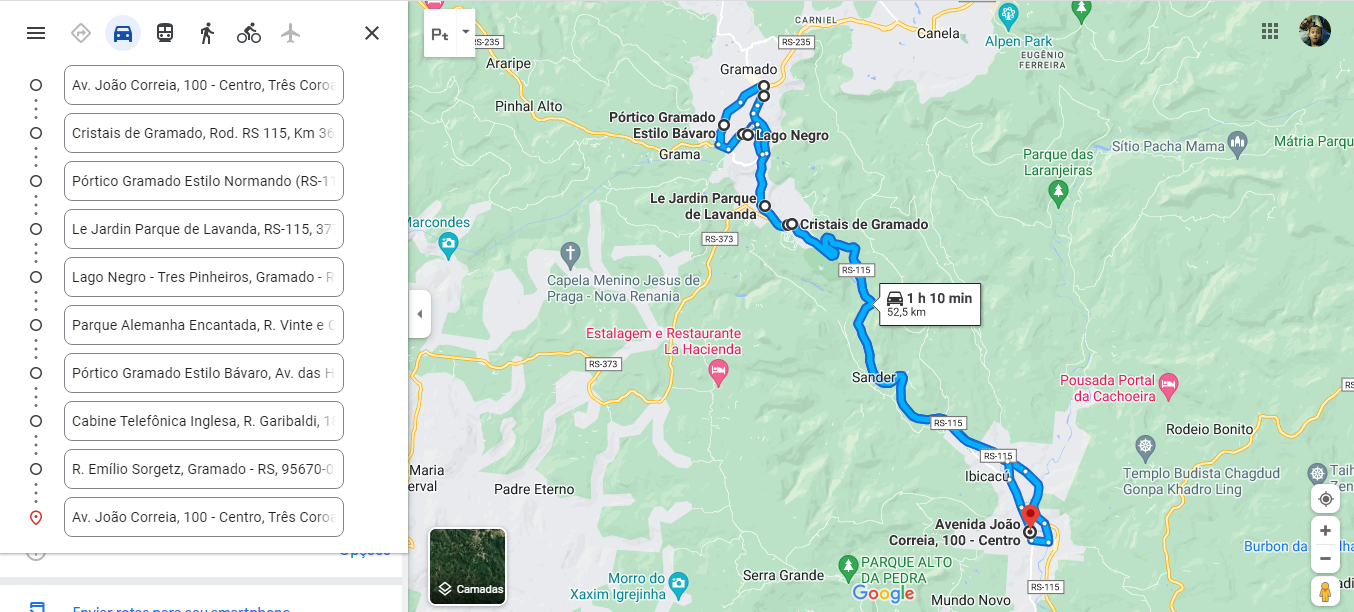 Av. João Correia, 100 - Centro, Três Coroa
Cristais de Gramado, Rod. RS 115, Km 36
Pórtico Gramado Estilo Normando (RS-11
Le Jardin Parque de Lavanda, RS-115, 37
Lago Negro - Tres Pinheiros, Gramado - R
Parque Alemanha Encantada, R. Vinte e
Pórtico Gramado Estilo Bávaro, Av. das H
Cabine Telefônica Inglesa, R. Garibaldi, 1
R. Emílio Sorgetz, Gramado - RS, 95670-0
Av. João Correia, 100 - Centro, Três Coroa
Opções
Enviar rotas para seu smartphone
Pt
RS-235
CARNIEL
RS-235
Canela
Alpen Park
EUGÊNIO
FERREIRA
Araripe
Gramado
Pinhal Alto
Pórtico Gramado
Estilo Bávaro
Lago Negro
Grama
Sítio Pacha Mama
Mátria Parqu
Parque das
Laranjeiras
Le Jardin Parque
de Lavanda
Cristais de Gramado
Marcondes
RS-373
RS-115
Capela Menino Jesus de
Praga - Nova Renania
1 h 10 min
52,5 km
Estalagem e Restaurante
La Hacienda
RS-373
Sander
Pousada Portal
da Cachoeira
RS
RS-115
Rodeio Bonito
RS-115
Ibicacú
Maria
erval
Padre Eterno
Templo Budista Chagdud
Gonpa Khadro Ling
Taih
Zen
Avenida João
Correia, 100 - Centro
Burbon da
lha
PARQUE ALTO
DA PEDRA
Serra Grande
Morro do
Xaxim Igrejinha
Camadas
Google
RS-115
Mundo Novo